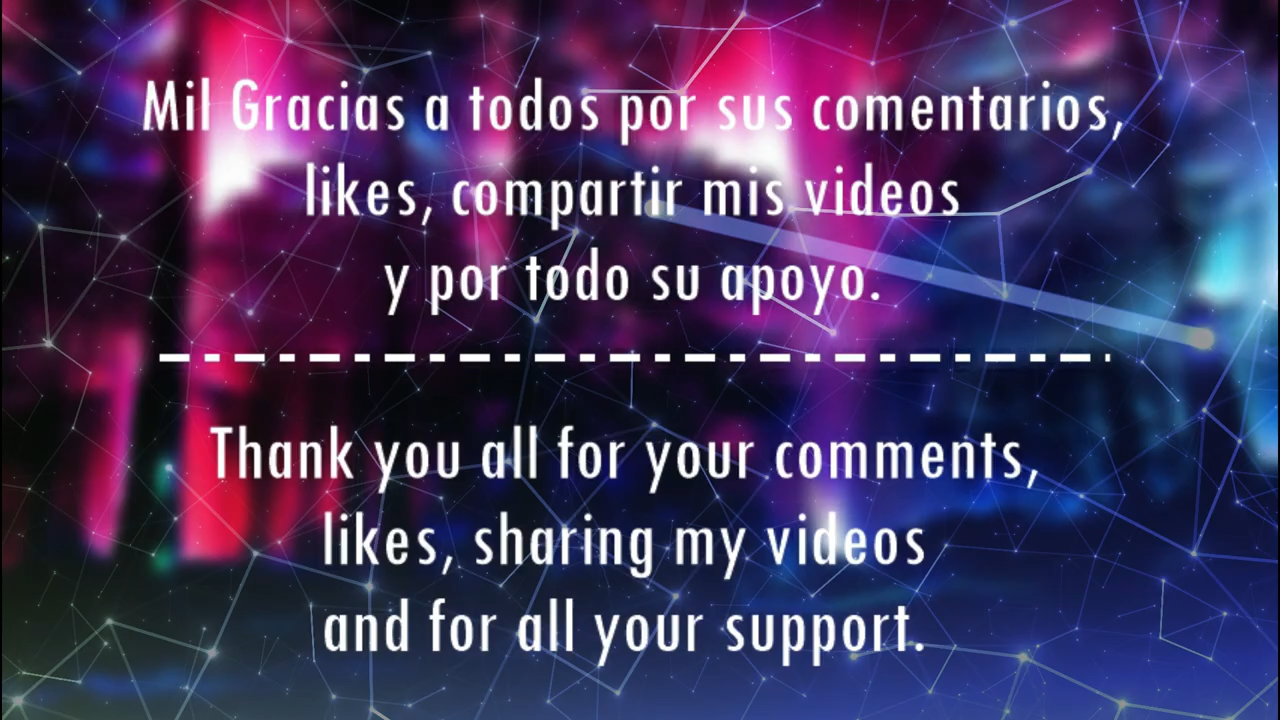 Mil Gracias a todos por sus comentarios,
likes, compartir mis videos
y por todo su apoyo.
Thank you all for your comments,
likes, sharing my videos
and for all your support.